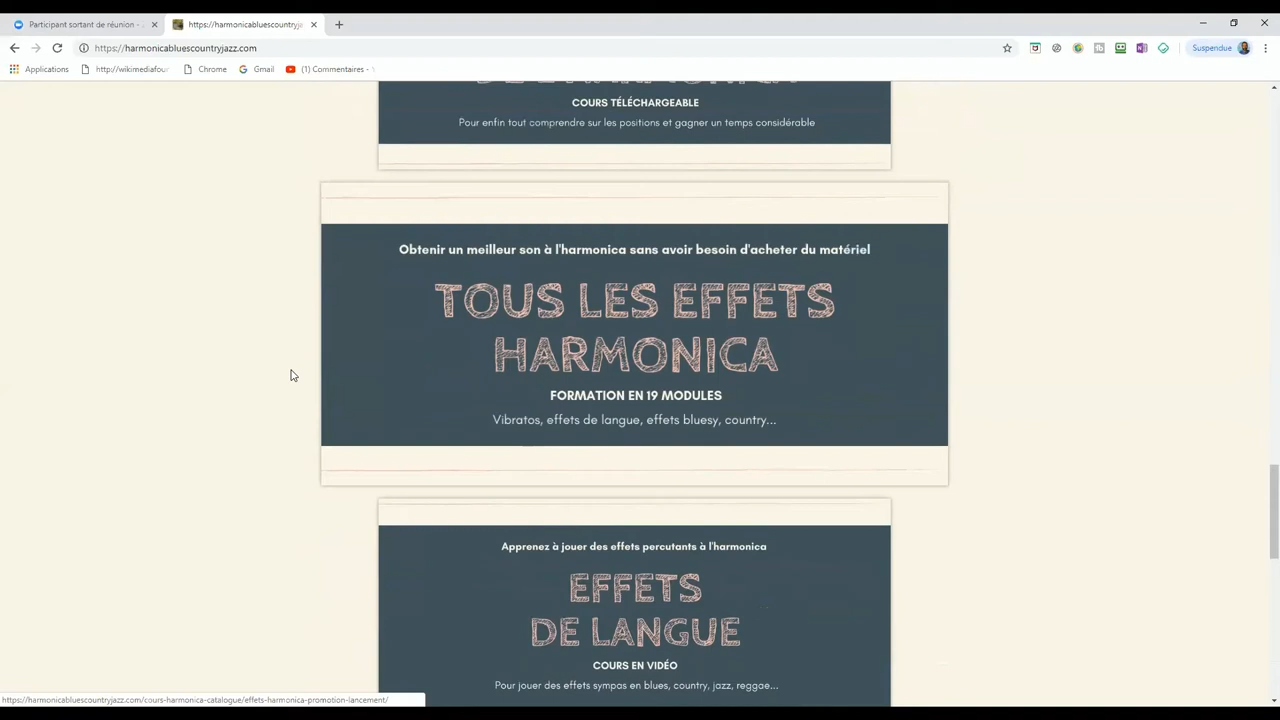 Participant sortant de réunion -
https://harmonicabluescountryja
https://harmonicabluescountryjazz.com
Suspendue
Applications
http://wikimediafou
Chrome
Gmail
(1) Commentaires -
COURS TÉLÉCHARGEABLE
Pour enfin tout comprendre sur les positions et gagner un temps considérable
Obtenir un meilleur son à l'harmonica sans avoir besoin d'acheter du matériel
TOUS LES EFFETS
HARMONICA
FORMATION EN 19 MODULES
Vibratos, effets de langue, effets bluesy, country...
Apprenez à jouer des effets percutants à l'harmonica
EFFETS
DE LANGUE
COURS EN VIDÉO
Pour jouer des effets sympas en blues, country, jazz, reggae...
https://harmonicabluescountryjazz.com/cours-harmonica-catalogue/effets-harmonica-promotion-lancement/